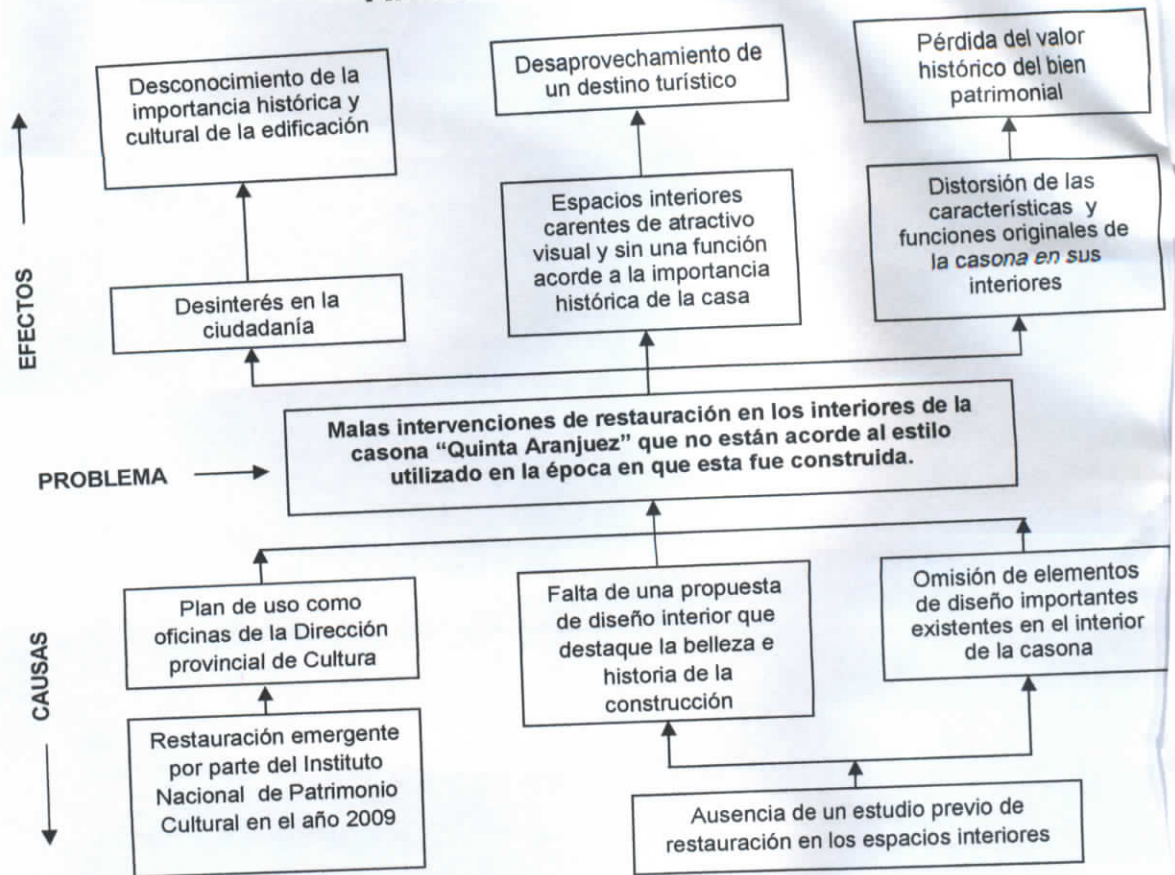 Desconocimiento de la
importancia histórica y
cultural de la edificación
Desaprovechamiento de
un destino turístico
Pérdida del valor
histórico del bien
patrimonial
EFECTOS
Desinterés en la
ciudadanía
Espacios interiores
carentes de atractivo
visual y sin una función
acorde a la importancia
histórica de la casa
Distorsión de las
características y
funciones originales de
la casona en sus
interiores
PROBLEMA
Malas intervenciones de restauración en los interiores de la
casona “Quinta Aranjuez” que no están acorde al estilo
utilizado en la época en que esta fue construida.
CAUSAS
Plan de uso como
oficinas de la Dirección
provincial de Cultura
Falta de una propuesta
de diseño interior que
destaque la belleza e
historia de la
construcción
Omisión de elementos
de diseño importantes
existentes en el interior
de la casona
Restauración emergente
por parte del Instituto
Nacional de Patrimonio
Cultural en el año 2009
Ausencia de un estudio previo de
restauración en los espacios interiores